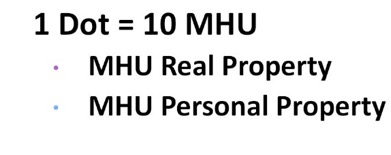 1 Dot = 10 MHU
MHU Real Property
MHU Personal Property